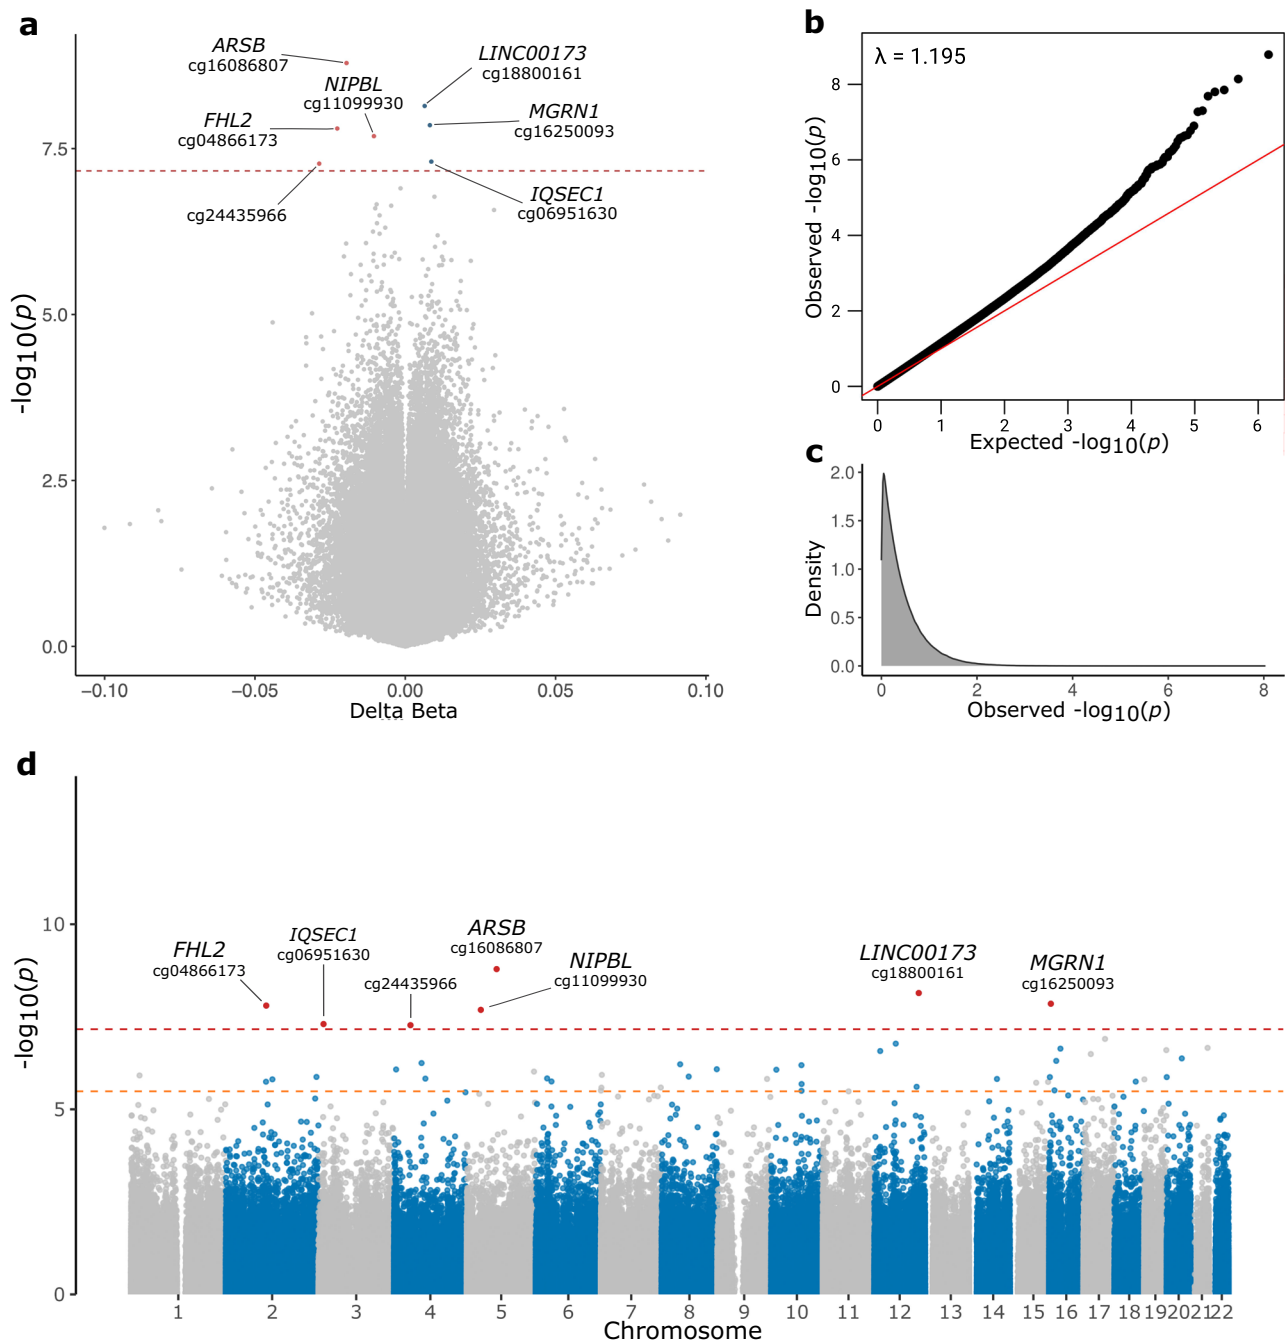 a
ARSB
cg16086807
NIPBL
cg11099930
FHL2
cg04866173
cg24435966
LINC00173
cg18800161
MGRN1
cg16250093
IQSEC1
cg06951630
7.5
5.0
2.5
0.0
-log10(p)
−0.10
−0.05
0.00
0.05
0.10
Delta Beta
b
λ = 1.195
8
6
4
2
0
Observed -log10(p)
0
1
2
3
4
5
6
Expected -log10(p)
c
2.0
1.5
1.0
0.5
0.0
Density
0
2
4
6
8
Observed -log10(p)
d
10
5
0
-log10(p)
FHL2
cg04866173
IQSEC1
cg06951630
cg24435966
ARSB
cg16086807
NIPBL
cg11099930
LINC00173
cg18800161
MGRN1
cg16250093
1
2
3
4
5
6
7
8
9
10
11
12
13
14
15
16
17
18
19
20
21
22
Chromosome